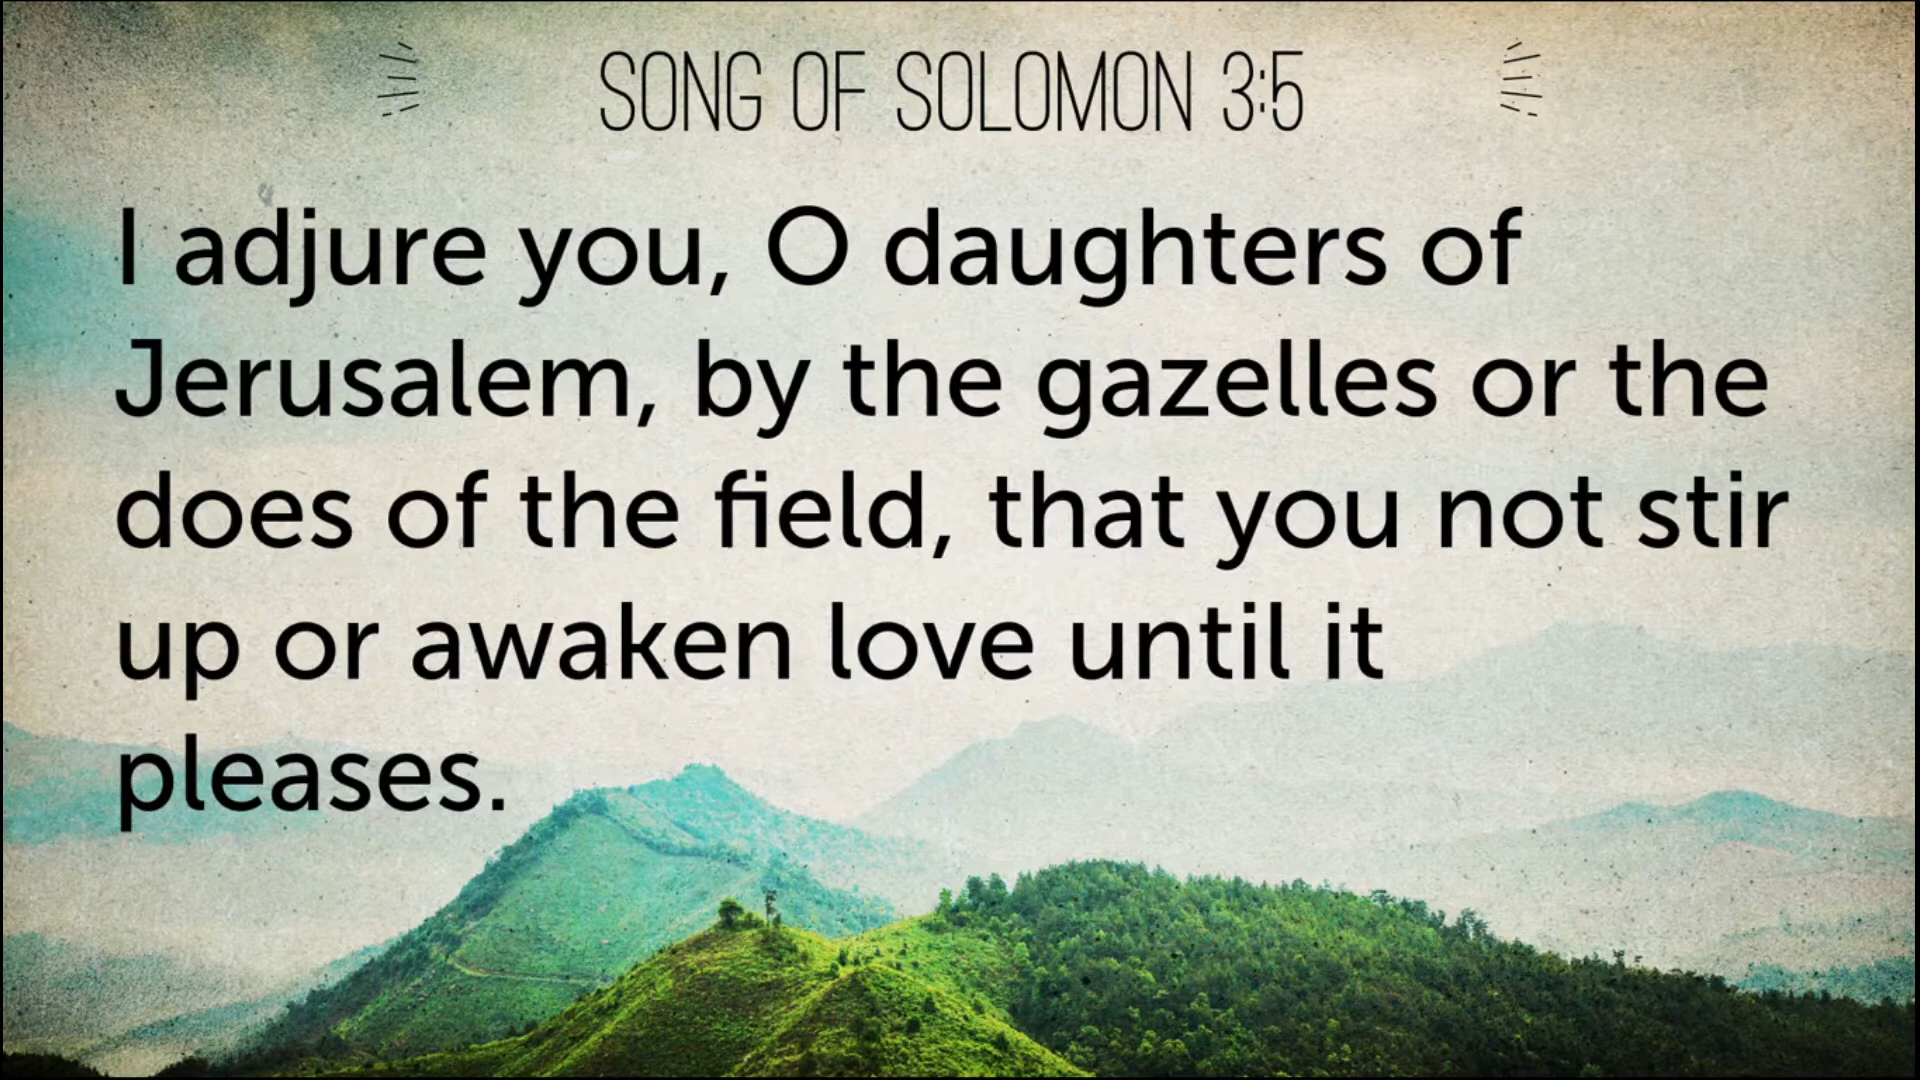 SONG OF SOLOMON 3:5
I adjure you, O daughters of
Jerusalem, by the gazelles or the
does of the field, that you not stir
up or awaken love until it
pleases.